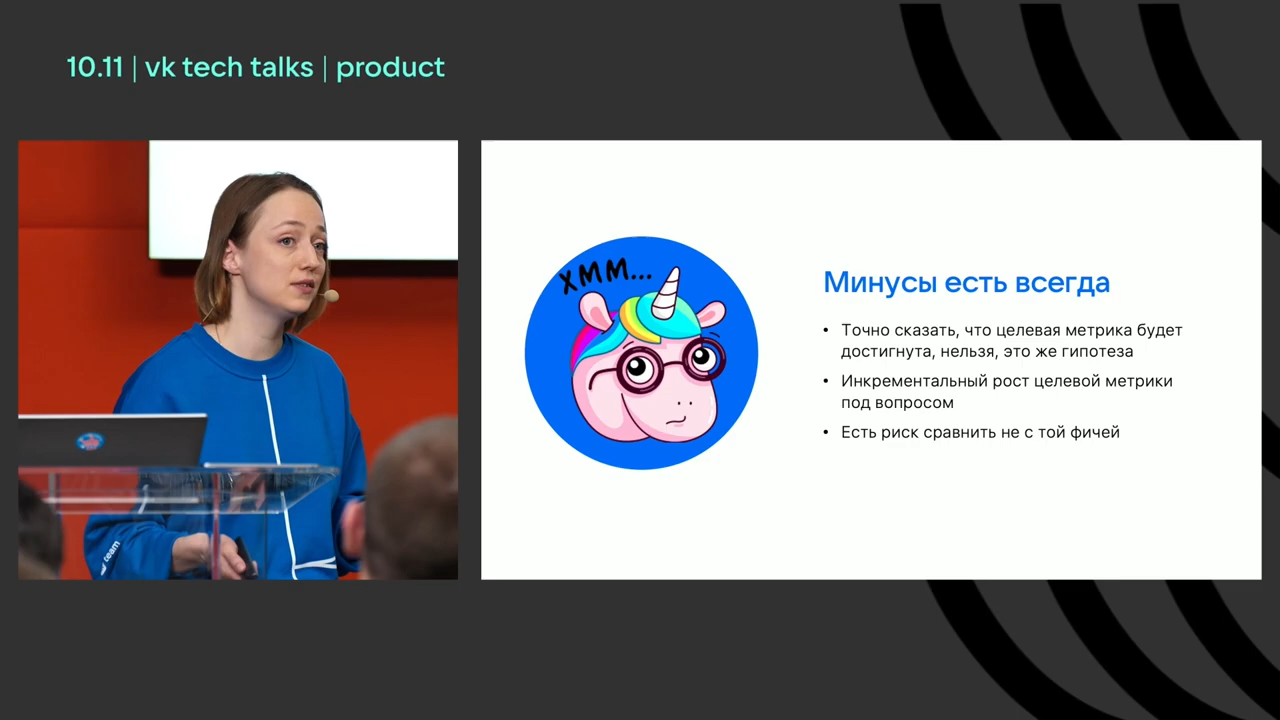 10.11 | vk tech talks | product
хмм...
Минусы есть всегда
• Точно сказать, что целевая метрика будет
достигнута, нельзя, это же гипотеза
• Инкрементальный рост целевой метрики
под вопросом
• Есть риск сравнить не с той фичей
team